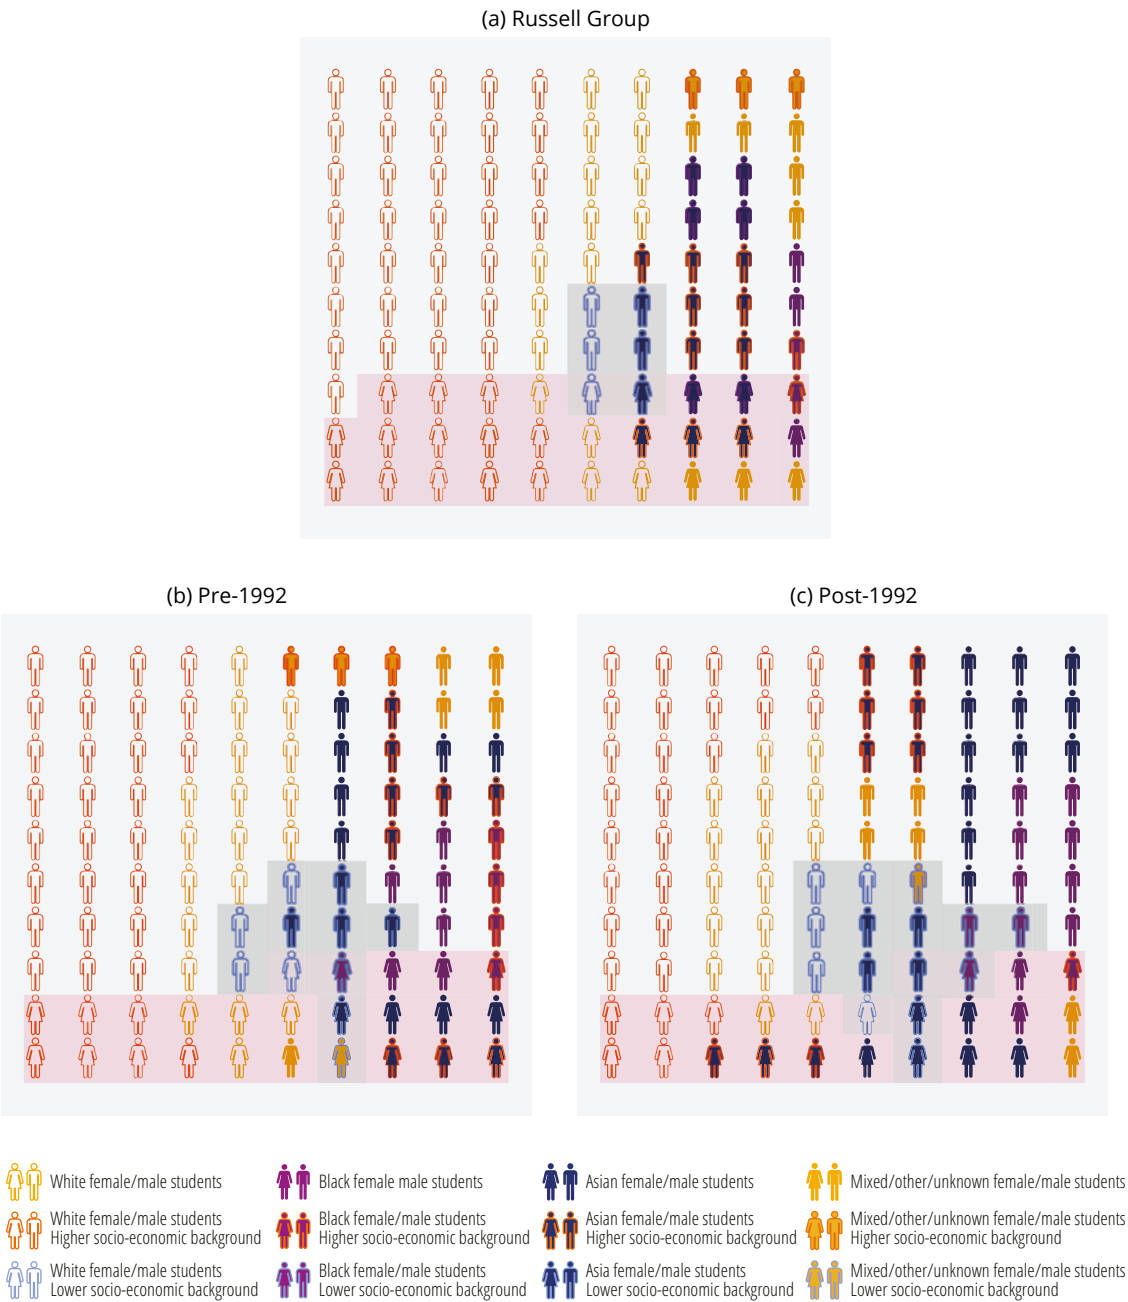 (a) Russell Group
(b) Pre-1992
(c) Post-1992
White female/male students
Black female male students
Asian female/male students
Mixed/other/unknown female/male students
White female/male students
Higher socio-economic background
Black female/male students
Higher socio-economic background
Asian female/male students
Higher socio-economic background
Mixed/other/unknown female/male students
Higher socio-economic background
White female/male students
Lower socio-economic background
Black female/male students
Lower socio-economic background
Asia female/male students
Lower socio-economic background
Mixed/other/unknown female/male students
Lower socio-economic background